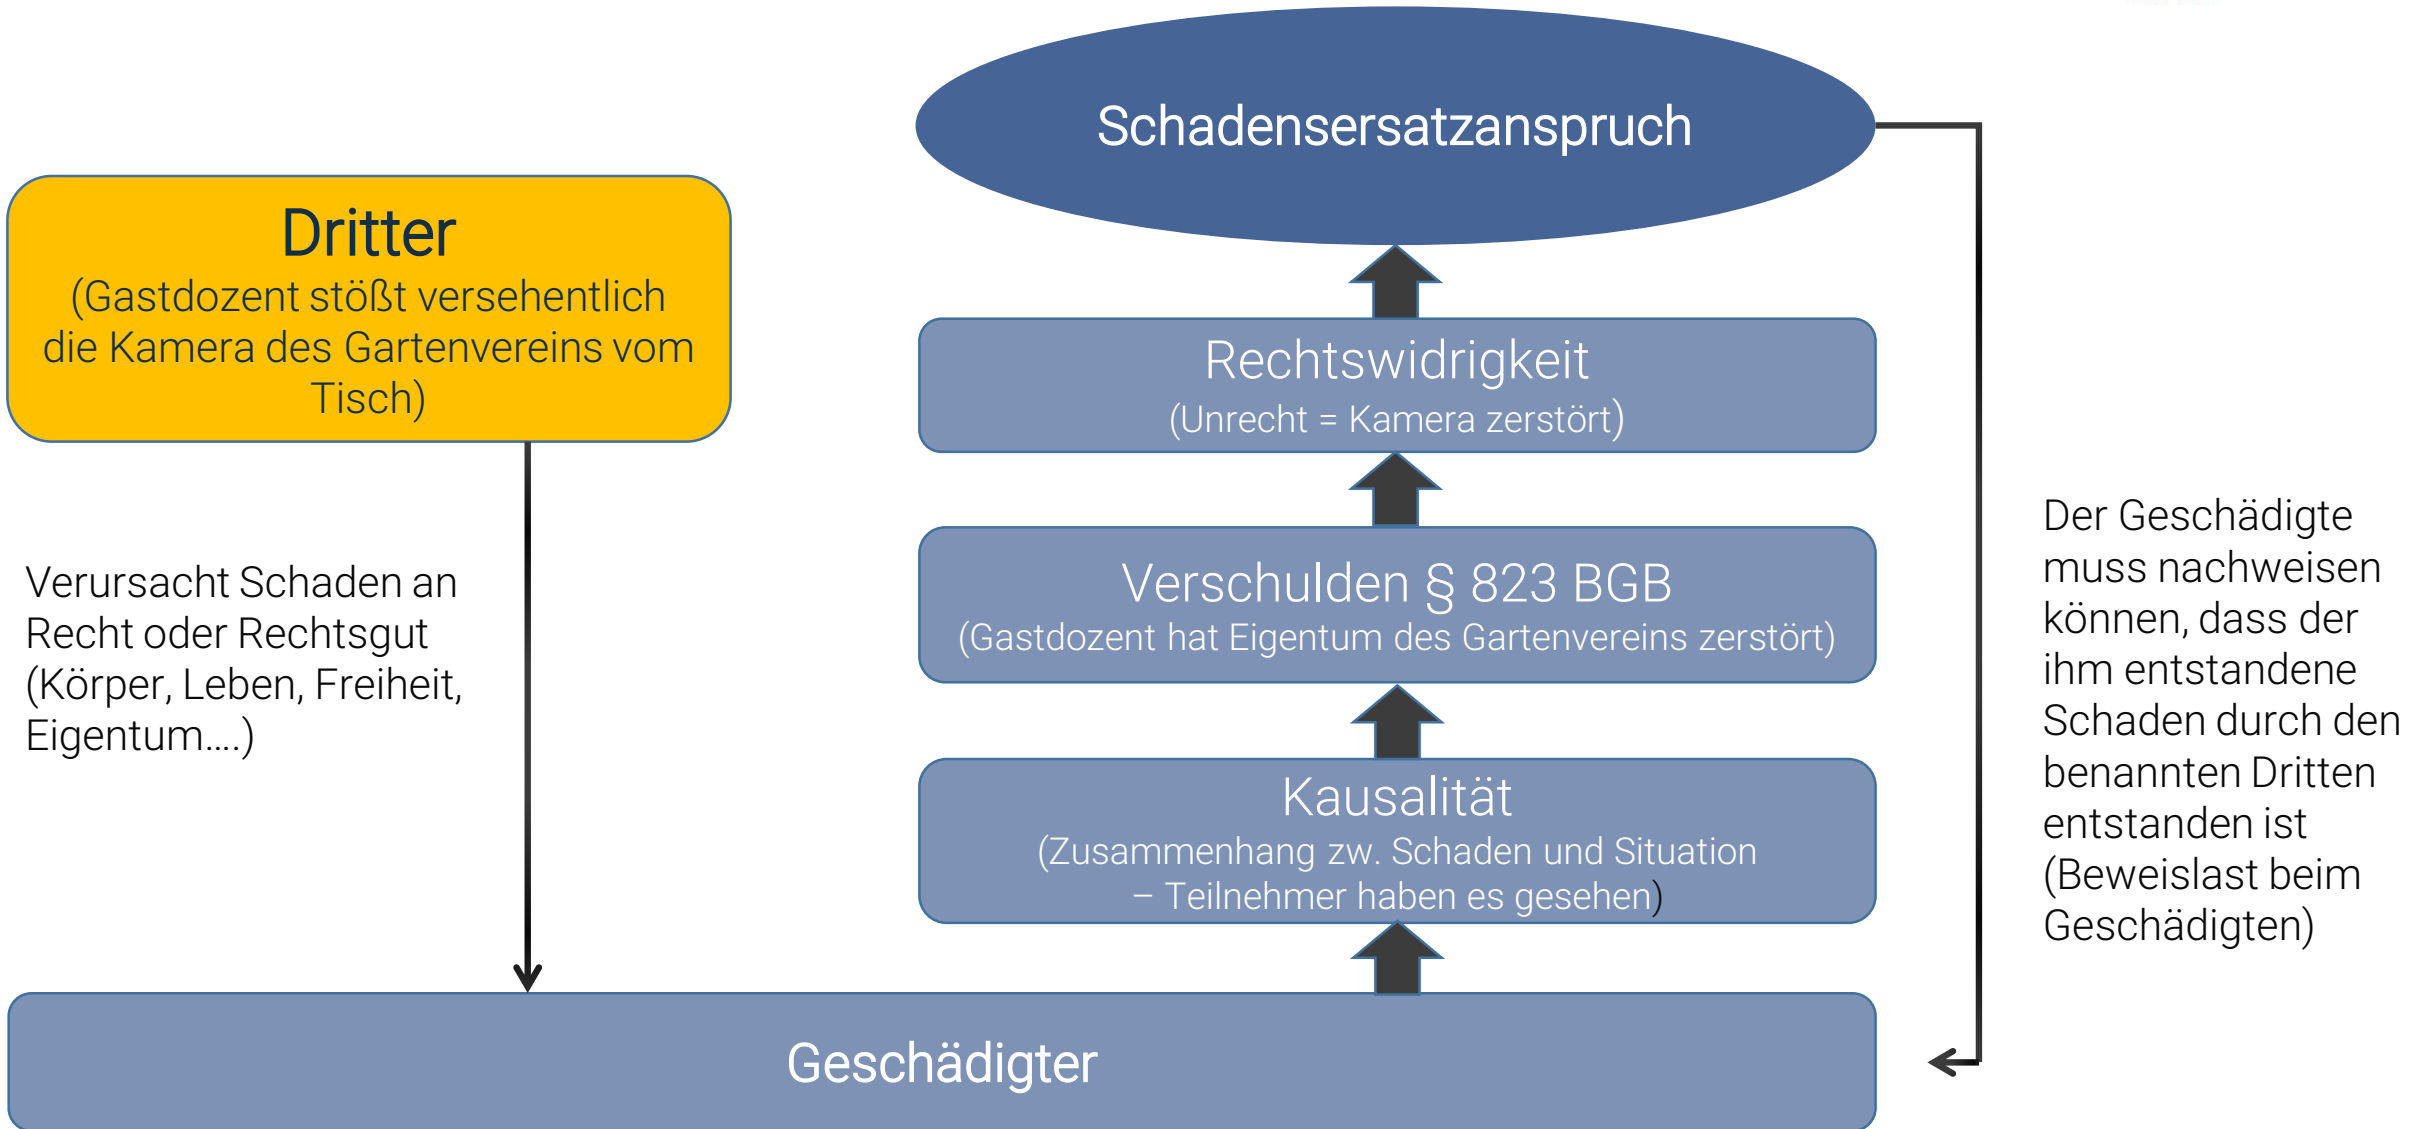 Schadensersatzanspruch
Dritter
(Gastdozent stößt versehentlich
die Kamera des Gartenvereins vom
Tisch)
Rechtswidrigkeit
(Unrecht = Kamera zerstört)
Verschulden § 823 BGB
(Gastdozent hat Eigentum des Gartenvereins zerstört)
Verursacht Schaden an
Recht oder Rechtsgut
(Körper, Leben, Freiheit,
Eigentum....)
Kausalität
(Zusammenhang zw. Schaden und Situation
– Teilnehmer haben es gesehen)
Der Geschädigte
muss nachweisen
können, dass der
ihm entstandene
Schaden durch den
benannten Dritten
entstanden ist
(Beweislast beim
Geschädigten)
Geschädigter